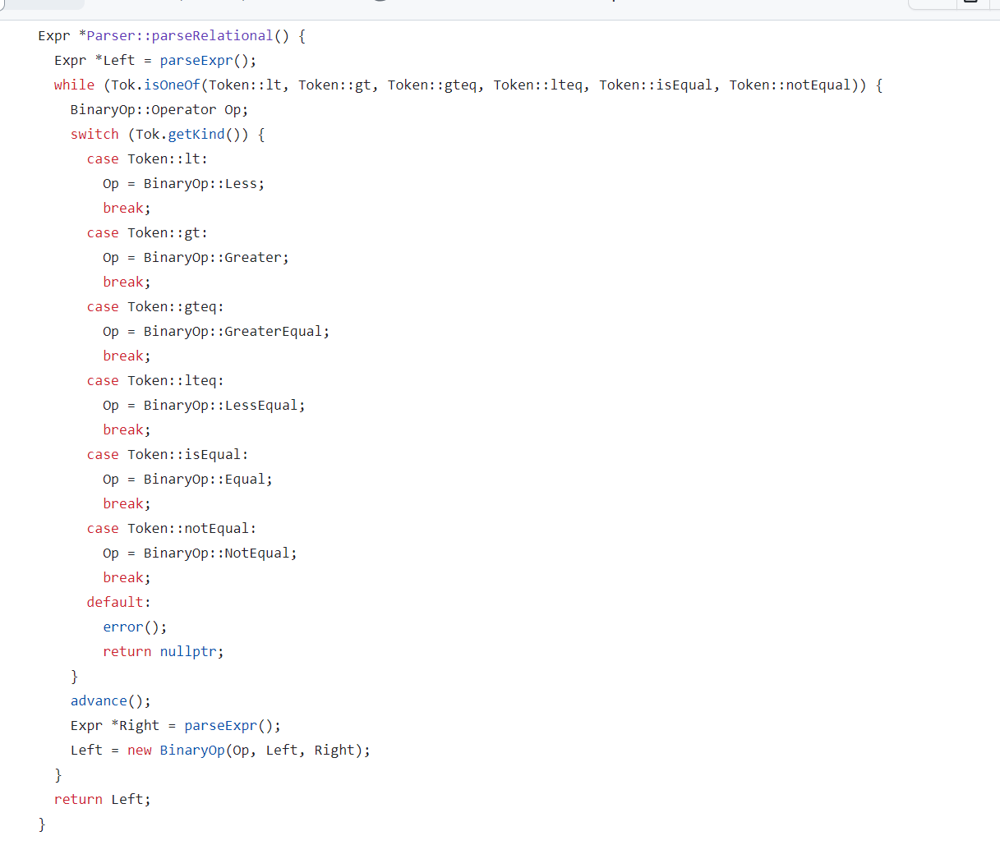 Expr *Parser::parseRelational() {
  Expr *Left = parseExpr();
  while (Tok.isOneOf(Token::lt, Token::gt, Token::gteq, Token::lteq, Token::isEqual, Token::notEqual)) {
    BinaryOp::Operator Op;
    switch (Tok.getKind()) {
      case Token::lt:
        Op = BinaryOp::Less;
        break;
      case Token::gt:
        Op = BinaryOp::Greater;
        break;
      case Token::gteq:
        Op = BinaryOp::GreaterEqual;
        break;
      case Token::lteq:
        Op = BinaryOp::LessEqual;
        break;
      case Token::isEqual:
        Op = BinaryOp::Equal;
        break;
      case Token::notEqual:
        Op = BinaryOp::NotEqual;
        break;
      default:
        error();
        return nullptr;
    }
    advance();
    Expr *Right = parseExpr();
    Left = new BinaryOp(Op, Left, Right);
  }
  return Left;
}